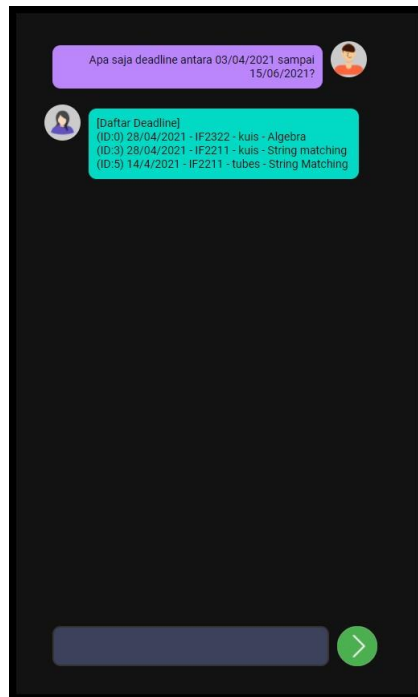 Apa saja deadline antara 03/04/2021 sampai
15/06/2021?
[Daftar Deadline]
(ID:0) 28/04/2021 - IF2322 - kuis - Algebra
(ID:3) 28/04/2021 - IF2211 - kuis - String matching
(ID:5) 14/4/2021 - IF2211 - tubes - String Matching